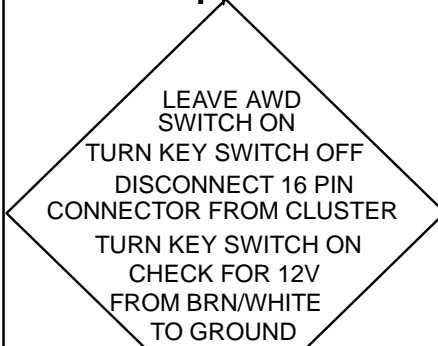 LEAVE AWD
SWITCH ON
TURN KEY SWITCH OFF
DISCONNECT 16 PIN
CONNECTOR FROM CLUSTER
TURN KEY SWITCH ON
CHECK FOR 12V
FROM BRN/WHITE
TO GROUND